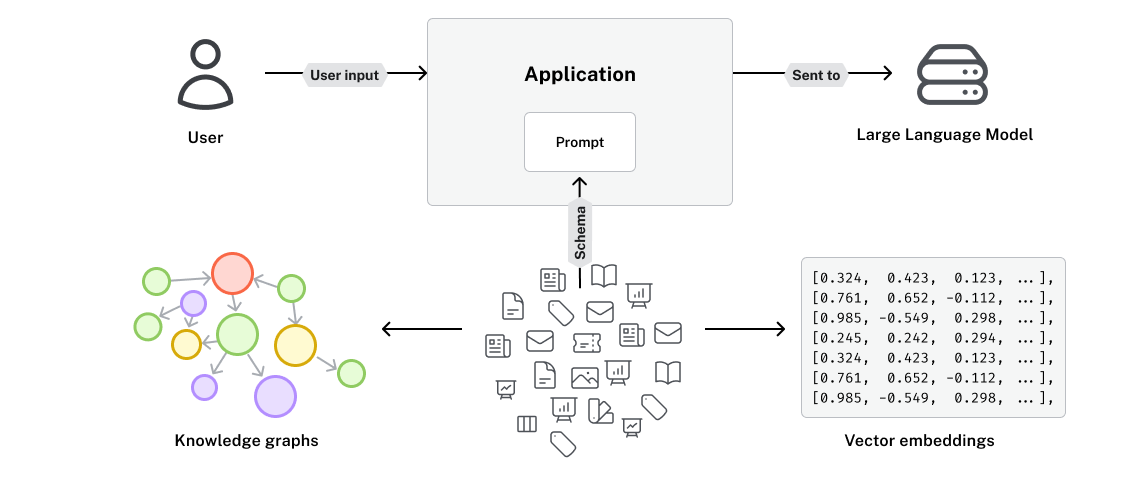 User
User input
Application
Prompt
Sent to
Large Language Model
Schema
Knowledge graphs
[0.324, 0.423, 0.123, ...],
[0.761, 0.652, -0.112, ...],
[0.985, -0.549, 0.298, ...],
[0.245, 0.242, 0.294, ...],
[0.324, 0.423, 0.123, ...],
[0.761, 0.652, -0.112, ...],
[0.985, -0.549, 0.298, ...],
Vector embeddings